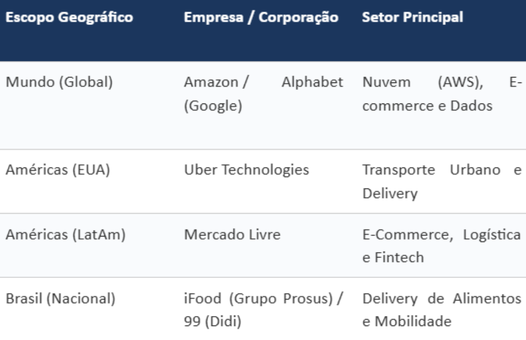 Escopo Geográfico Empresa / Corporação Setor Principal
Mundo (Global) Amazon / Alphabet Nuvem (AWS), E-
(Google) commerce e Dados
Américas (EUA) Uber Technologies Transporte Urbano e
Delivery
Américas (LatAm) Mercado Livre E-Commerce, Logística
e Fintech
Brasil (Nacional) iFood (Grupo Prosus) / Delivery de Alimentos
99 (Didi) e Mobilidade